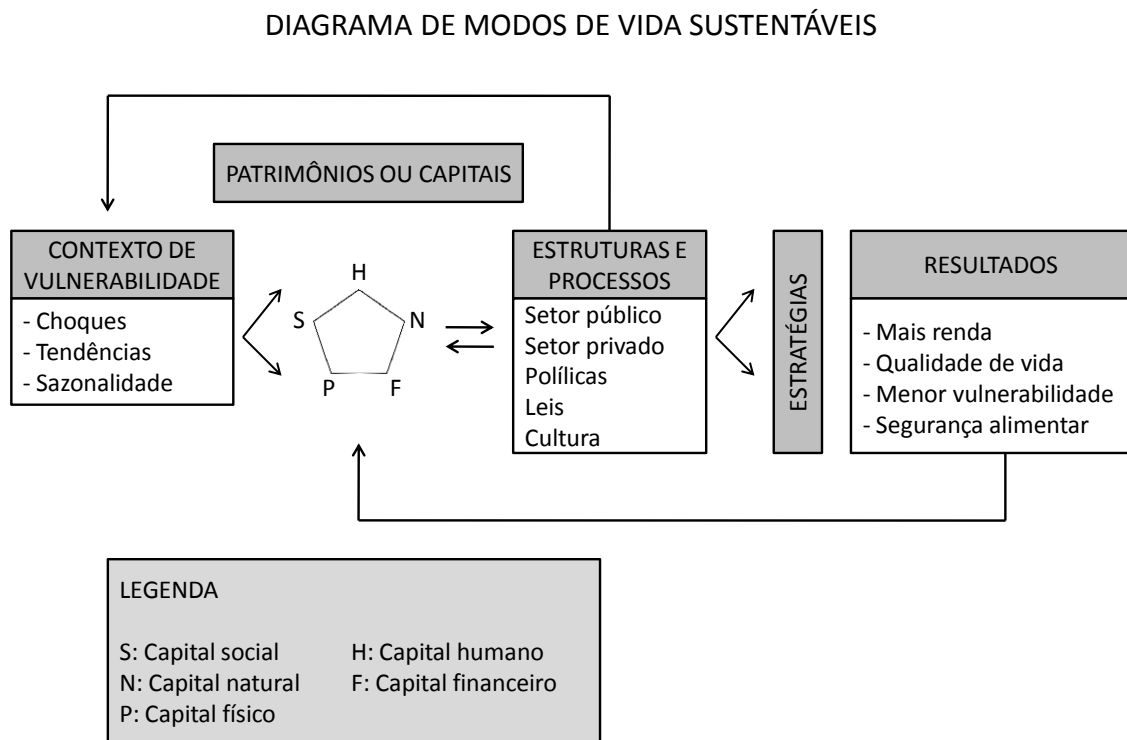 DIAGRAMA DE MODOS DE VIDA SUSTENTÁVEIS
PATRIMÔNIOS OU CAPITAIS
CONTEXTO DE
VULNERABILIDADE
- Choques
- Tendências
- Sazonalidade
H
S
N
P
F
ESTRUTURAS E
PROCESSOS
Setor público
Setor privado
Polílicas
Leis
Cultura
ESTRATÉGIAS
RESULTADOS
- Mais renda
- Qualidade de vida
- Menor vulnerabilidade
- Segurança alimentar
LEGENDA
S: Capital social
H: Capital humano
N: Capital natural
F: Capital financeiro
P: Capital físico